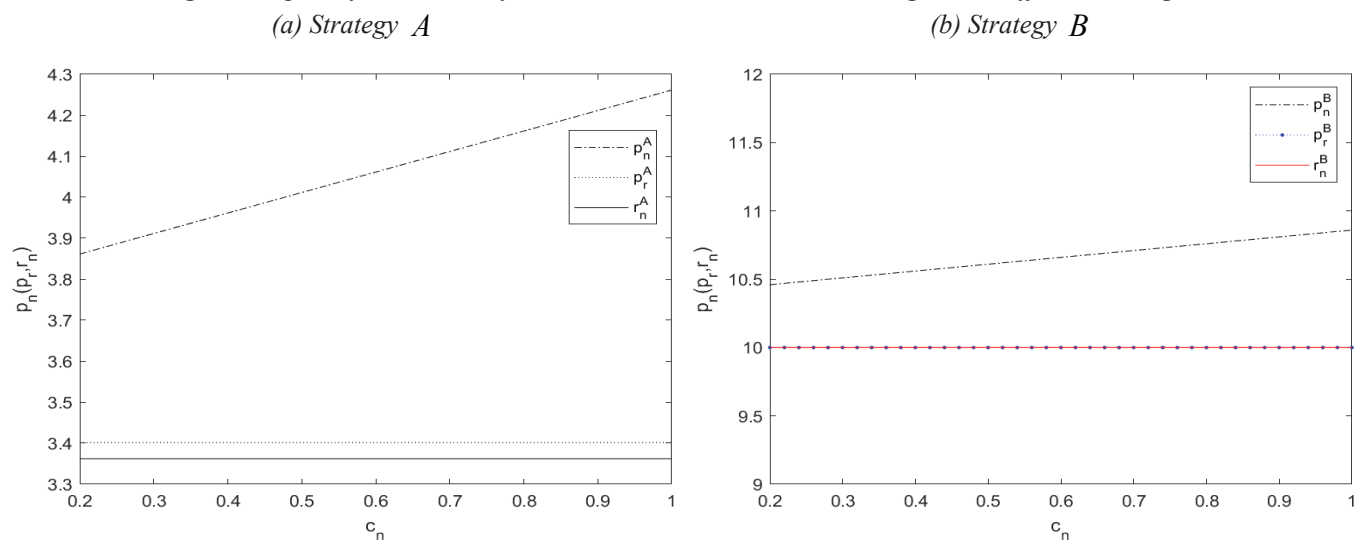 (a) Strategy A
(b) Strategy B
4.3
4.2
4.1
4
3.9
3.8
3.7
3.6
3.5
3.4
3.3
p_n(p_r,r_n)
p_n^A
p_r^A
r_n^A
0.2 0.3 0.4 0.5 0.6 0.7 0.8 0.9 1
c_n
12
11.5
11
10.5
10
9.5
9
p_n(p_r,r_n)
p_n^B
p_r^B
r_n^B
0.2 0.3 0.4 0.5 0.6 0.7 0.8 0.9 1
c_n